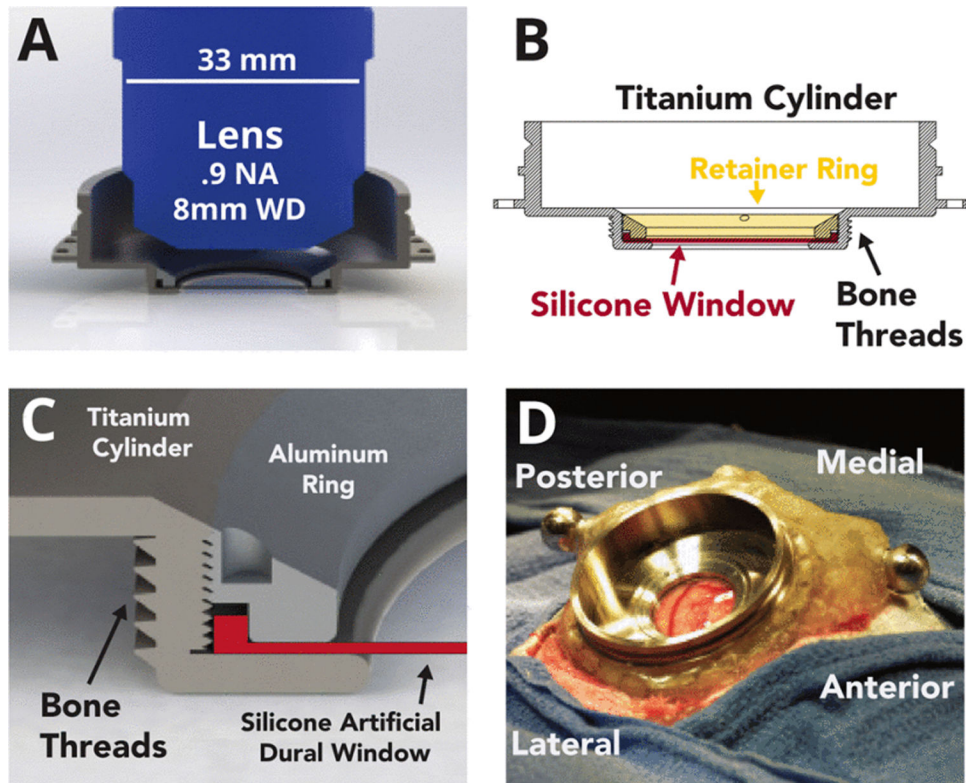 A
33 mm
Lens
.9 NA
8mm WD
B
Titanium Cylinder
Retainer Ring
Silicone Window
Bone
Threads
C
Titanium
Cylinder
Aluminum
Ring
Bone
Threads
Silicone Artificial
Dural Window
D
Posterior
Medial
Anterior
Lateral